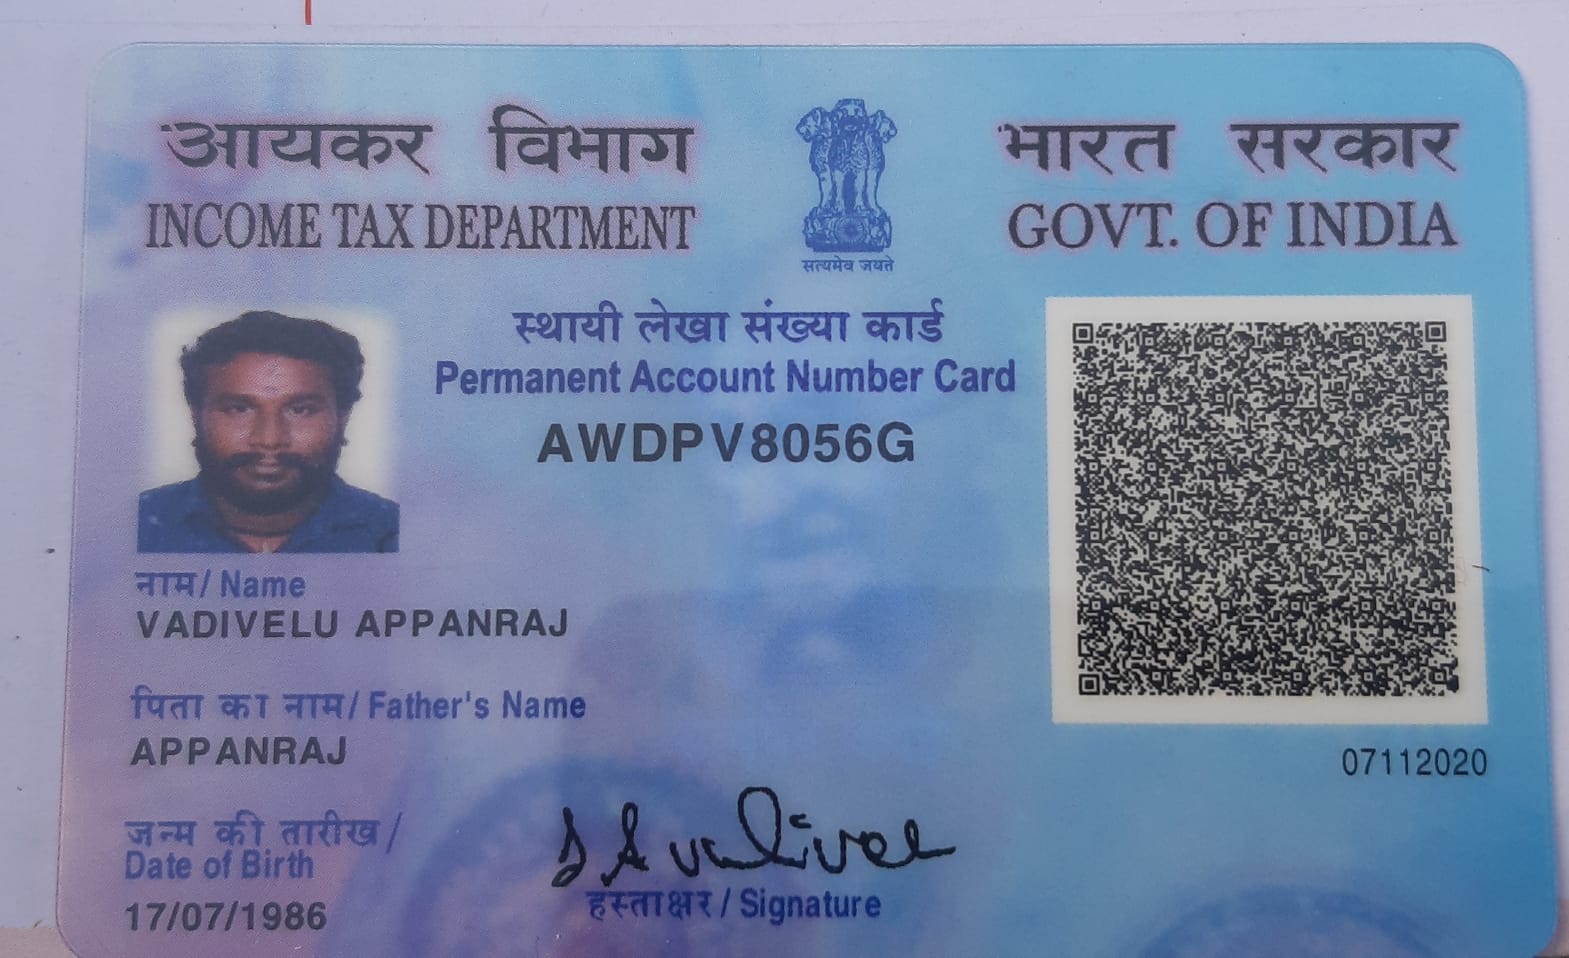 आयकर विभाग
INCOME TAX DEPARTMENT
सत्यमेव जयते
भारत सरकार
GOVT. OF INDIA
स्थायी लेखा संख्या कार्ड
Permanent Account Number Card
AWDPV8056G
नाम/ Name
VADIVELU APPANRAJ
पिता का नाम/ Father's Name
APPANRAJ
07112020
जन्म की तारीख/
Date of Birth
17/07/1986
हस्ताक्षर/ Signature